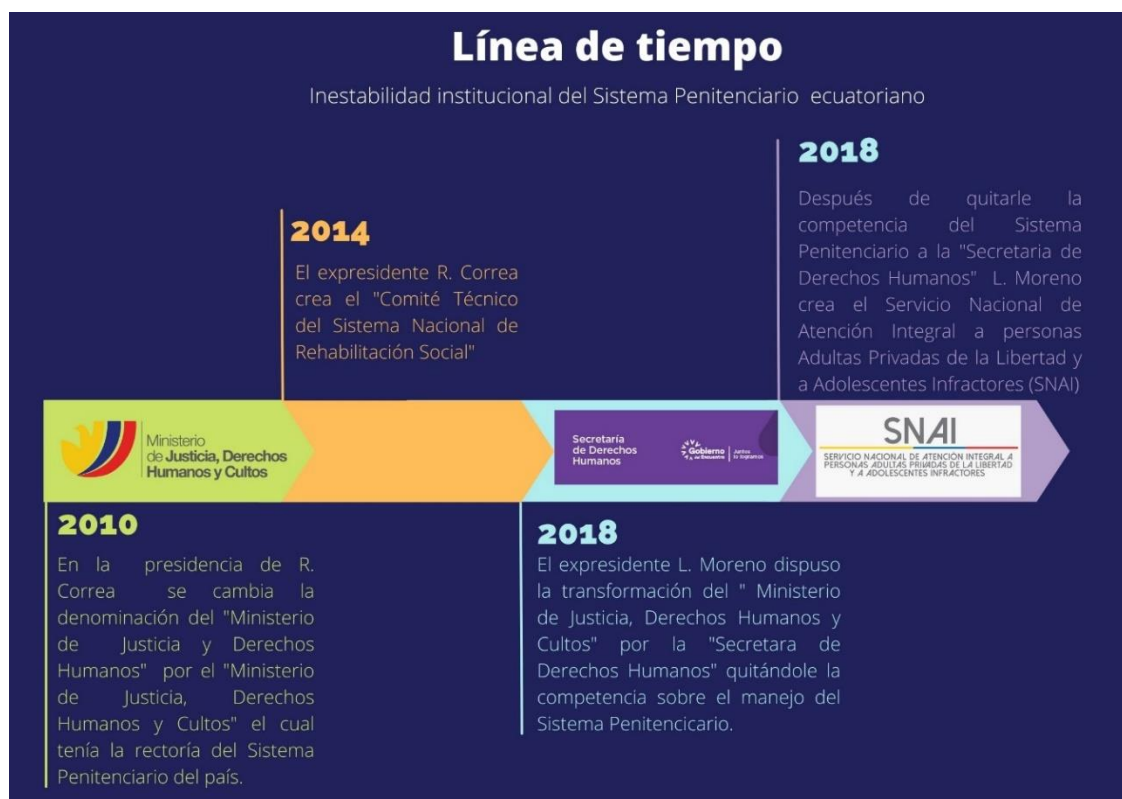 Línea de tiempo
Inestabilidad institucional del Sistema Penitenciario ecuatoriano
2018
Después de quitarle la
competencia del Sistema
Penitenciario a la "Secretaria de
Derechos Humanos" L. Moreno
crea el Servicio Nacional de
Atención Integral a personas
Adultas Privadas de la Libertad y
a Adolescentes Infractores (SNAI)
2014
El expresidente R. Correa
crea el "Comité Técnico
del Sistema Nacional de
Rehabilitación Social"
Ministerio
de Justicia, Derechos
Humanos y Cultos
Secretaría
de Derechos
Humanos
Gobierno
del Encuentro
Juntos
lo logramos
SNAI
SERVICIO NACIONAL DE ATENCIÓN INTEGRAL A
PERSONAS ADULTAS PRIVADAS DE LA LIBERTAD
Y A ADOLESCENTES INFRACTORES
2010
En la presidencia de R.
Correa se cambia la
denominación del "Ministerio
de Justicia y Derechos
Humanos" por el "Ministerio
de Justicia, Derechos
Humanos y Cultos" el cual
tenía la rectoría del Sistema
Penitenciario del país.
2018
El expresidente L. Moreno dispuso
la transformación del " Ministerio
de Justicia, Derechos Humanos y
Cultos" por la "Secretara de
Derechos Humanos" quitándole la
competencia sobre el manejo del
Sistema Penitencicario.